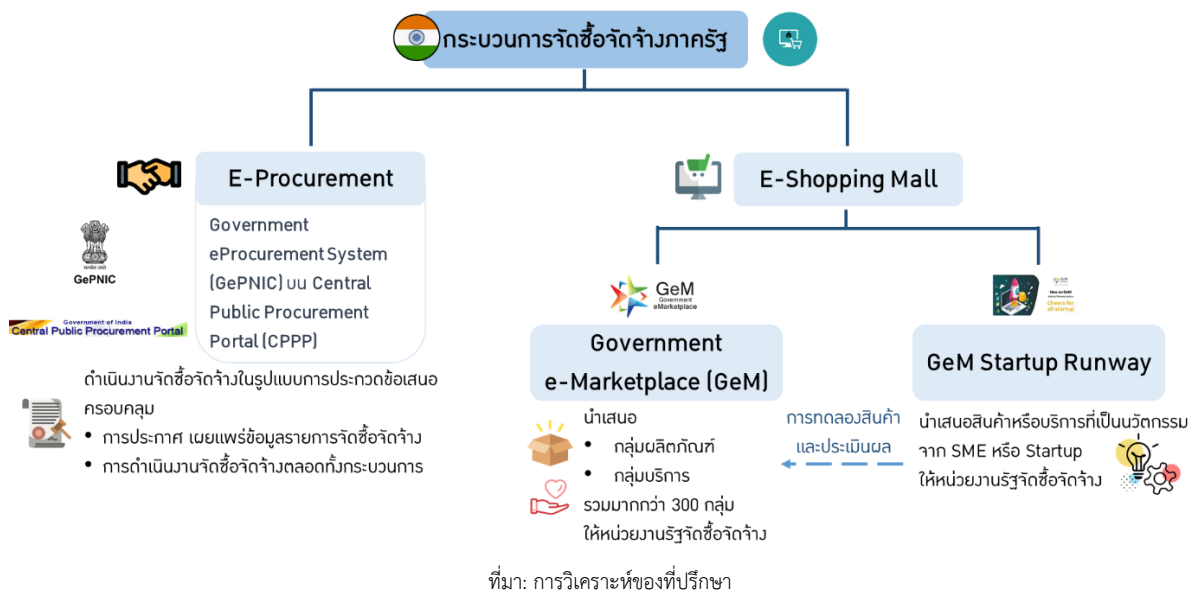 กระบวนการจัดซื้อจัดจ้างภาครัฐ
E-Procurement
Government
eProcurement System
(GePNIC) บน Central
Public Procurement
Portal (CPPP)
GePNIC
Government of India
Central Public Procurement Portal
ดำเนินงานจัดซื้อจัดจ้างในรูปแบบการประกวดข้อเสนอ
ครอบคลุม
• การประกาศ เผยแพร่ข้อมูลรายการจัดซื้อจัดจ้าง
• การดำเนินงานจัดซื้อจัดจ้างตลอดทั้งกระบวนการ
E-Shopping Mall
GeM
Government
eMarketplace
Government
e-Marketplace (GeM)
นำเสนอ
• กลุ่มผลิตภัณฑ์
• กลุ่มบริการ
รวมมากกว่า 300 กลุ่ม
ให้หน่วยงานรัฐจัดซื้อจัดจ้าง
การทดลองสินค้า
และประเมินผล
Cheers for
all startup
GeM Startup Runway
นำเสนอสินค้าหรือบริการที่เป็นนวัตกรรม
จาก SME หรือ Startup
ให้หน่วยงานรัฐจัดซื้อจัดจ้าง
ที่มา: การวิเคราะห์ของที่ปรึกษา